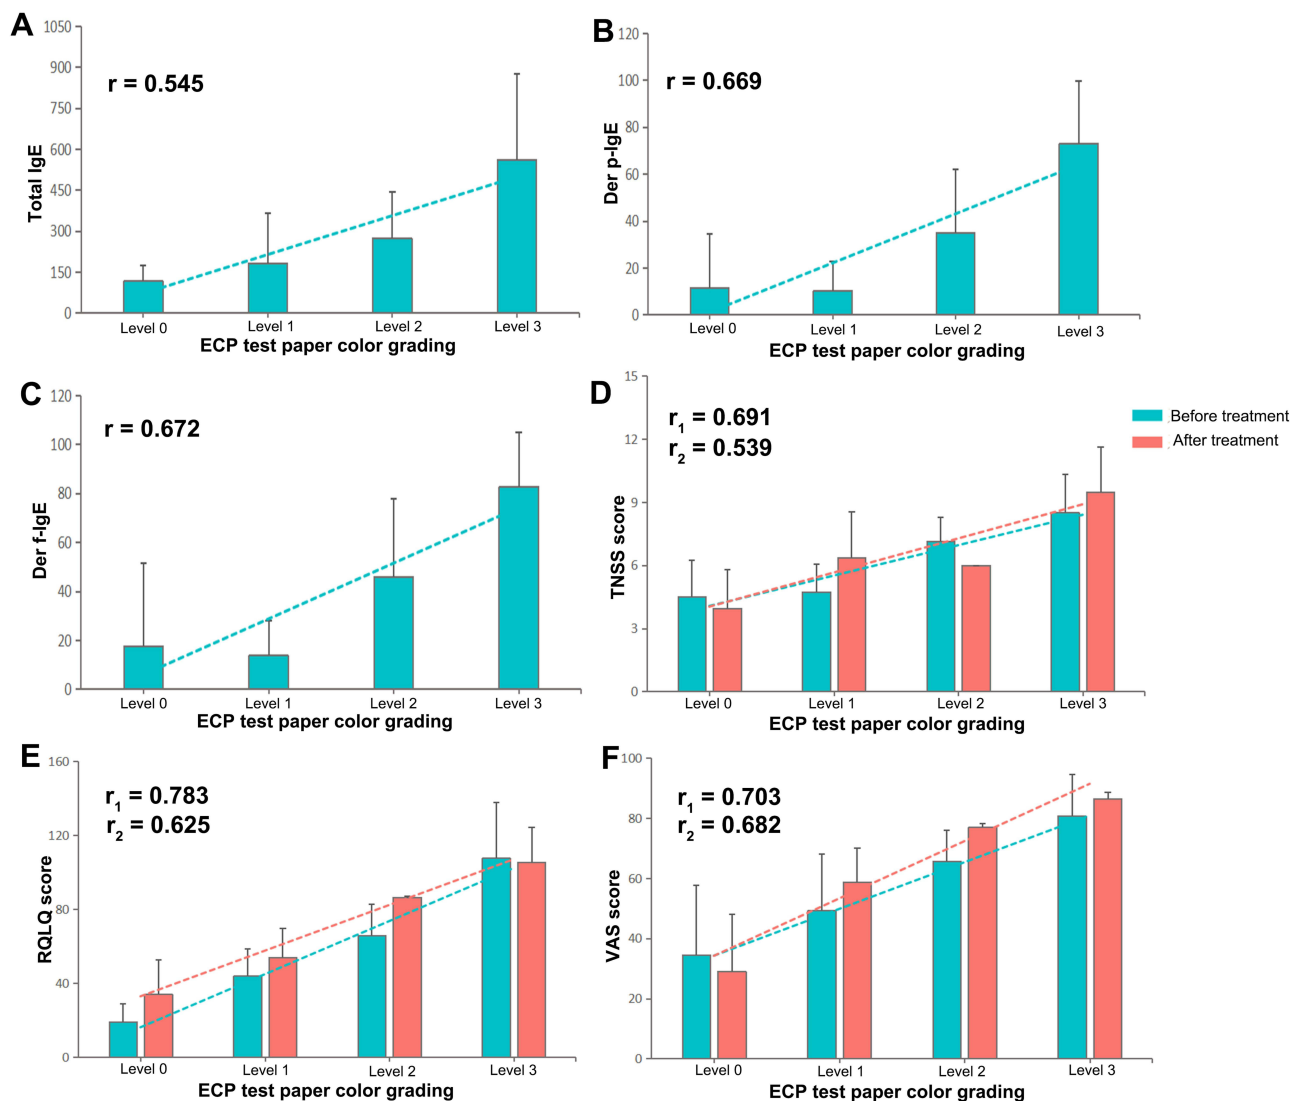 A
1050
900
750
600
450
300
150
0
Total IgE
r = 0.545
Level 0
Level 1
Level 2
Level 3
ECP test paper color grading
B
120
100
80
60
40
20
0
Der p-IgE
r = 0.669
Level 0
Level 1
Level 2
Level 3
ECP test paper color grading
C
120
100
80
60
40
20
0
Der f-IgE
r = 0.672
Level 0
Level 1
Level 2
Level 3
ECP test paper color grading
D
15
12
9
6
3
0
TNSS score
r1 = 0.691
r2 = 0.539
Before treatment
After treatment
Level 0
Level 1
Level 2
Level 3
ECP test paper color grading
E
160
120
80
40
0
RQLQ score
r1 = 0.783
r2 = 0.625
Level 0
Level 1
Level 2
Level 3
ECP test paper color grading
F
100
80
60
40
20
0
VAS score
r1 = 0.703
r2 = 0.682
Level 0
Level 1
Level 2
Level 3
ECP test paper color grading